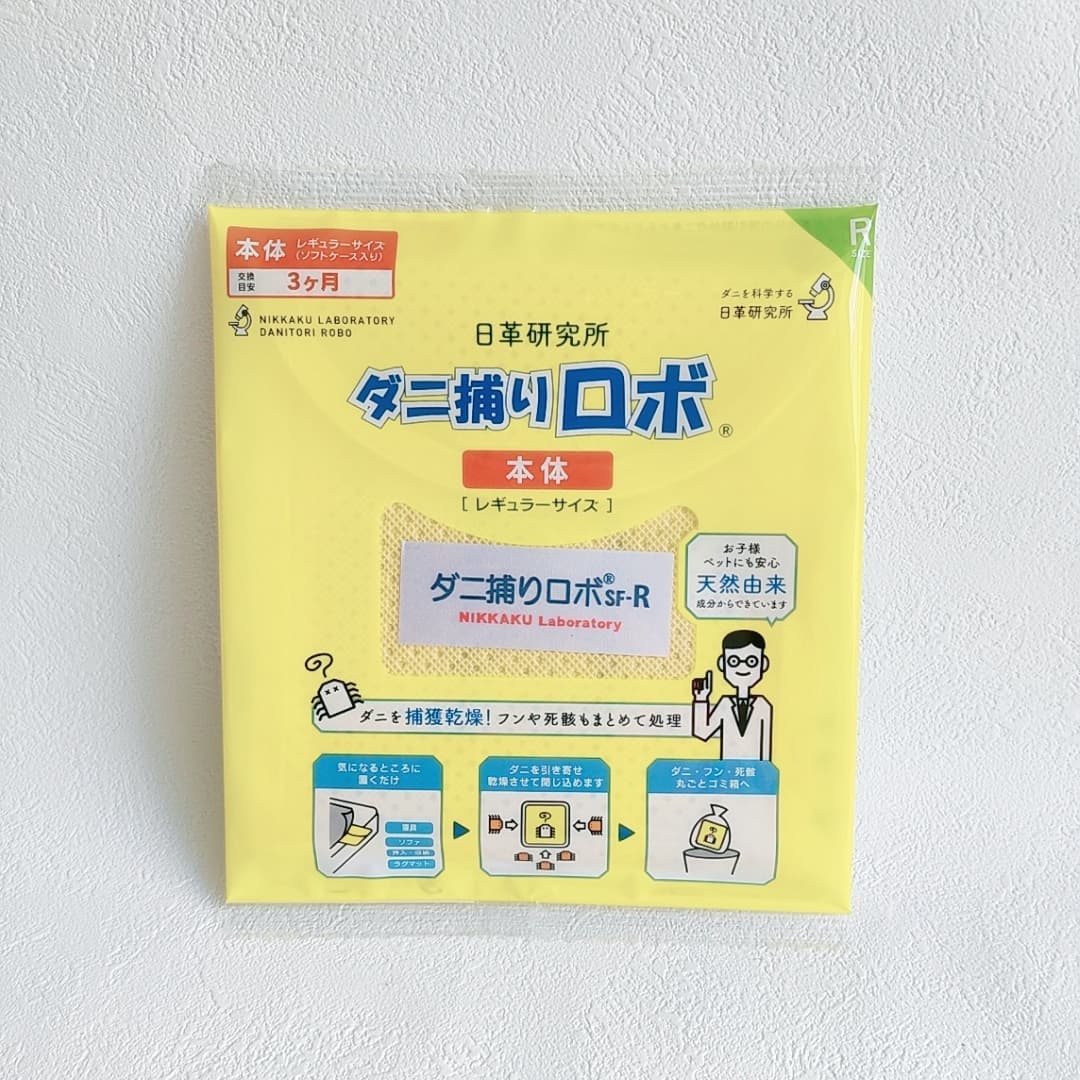 本体 レギュラーサイズ
(ソフトケース入り)
交換
目安 3ヶ月
R
SIZE
NIKKAKU LABORATORY
DANITORI ROBO
ダニを科学する
日革研究所
日革研究所
ダニ捕りロボ®
本体
[ レギュラーサイズ ]
ダニ捕りロボ®SF-R
NIKKAKU Laboratory
お子様
ペットにも安心
天然由来
成分からできています
ダニを捕獲乾燥!フンや死骸もまとめて処理
気になるところに
置くだけ
寝具
ソファ
ラグマット
ダニを引き寄せ
乾燥させて閉じ込めます
ダニ・フン・死骸
丸ごとゴミ箱へ